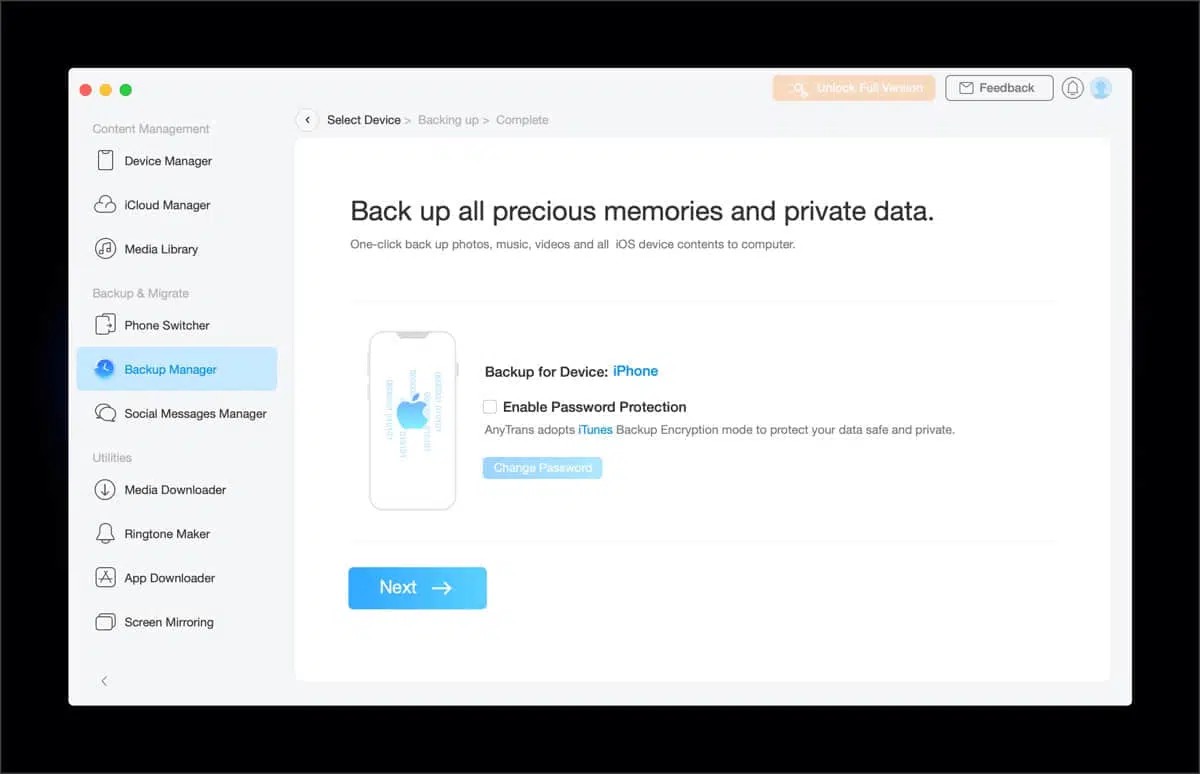 Unlock Full Version
Feedback
Select Device > Backing up > Complete
Content Management
Device Manager
iCloud Manager
Media Library
Backup & Migrate
Phone Switcher
Backup Manager
Social Messages Manager
Utilities
Media Downloader
Ringtone Maker
App Downloader
Screen Mirroring
Back up all precious memories and private data.
One-click back up photos, music, videos and all iOS device contents to computer.
Backup for Device: iPhone
Enable Password Protection
AnyTrans adopts iTunes Backup Encryption mode to protect your data safe and private.
Change Password
Next